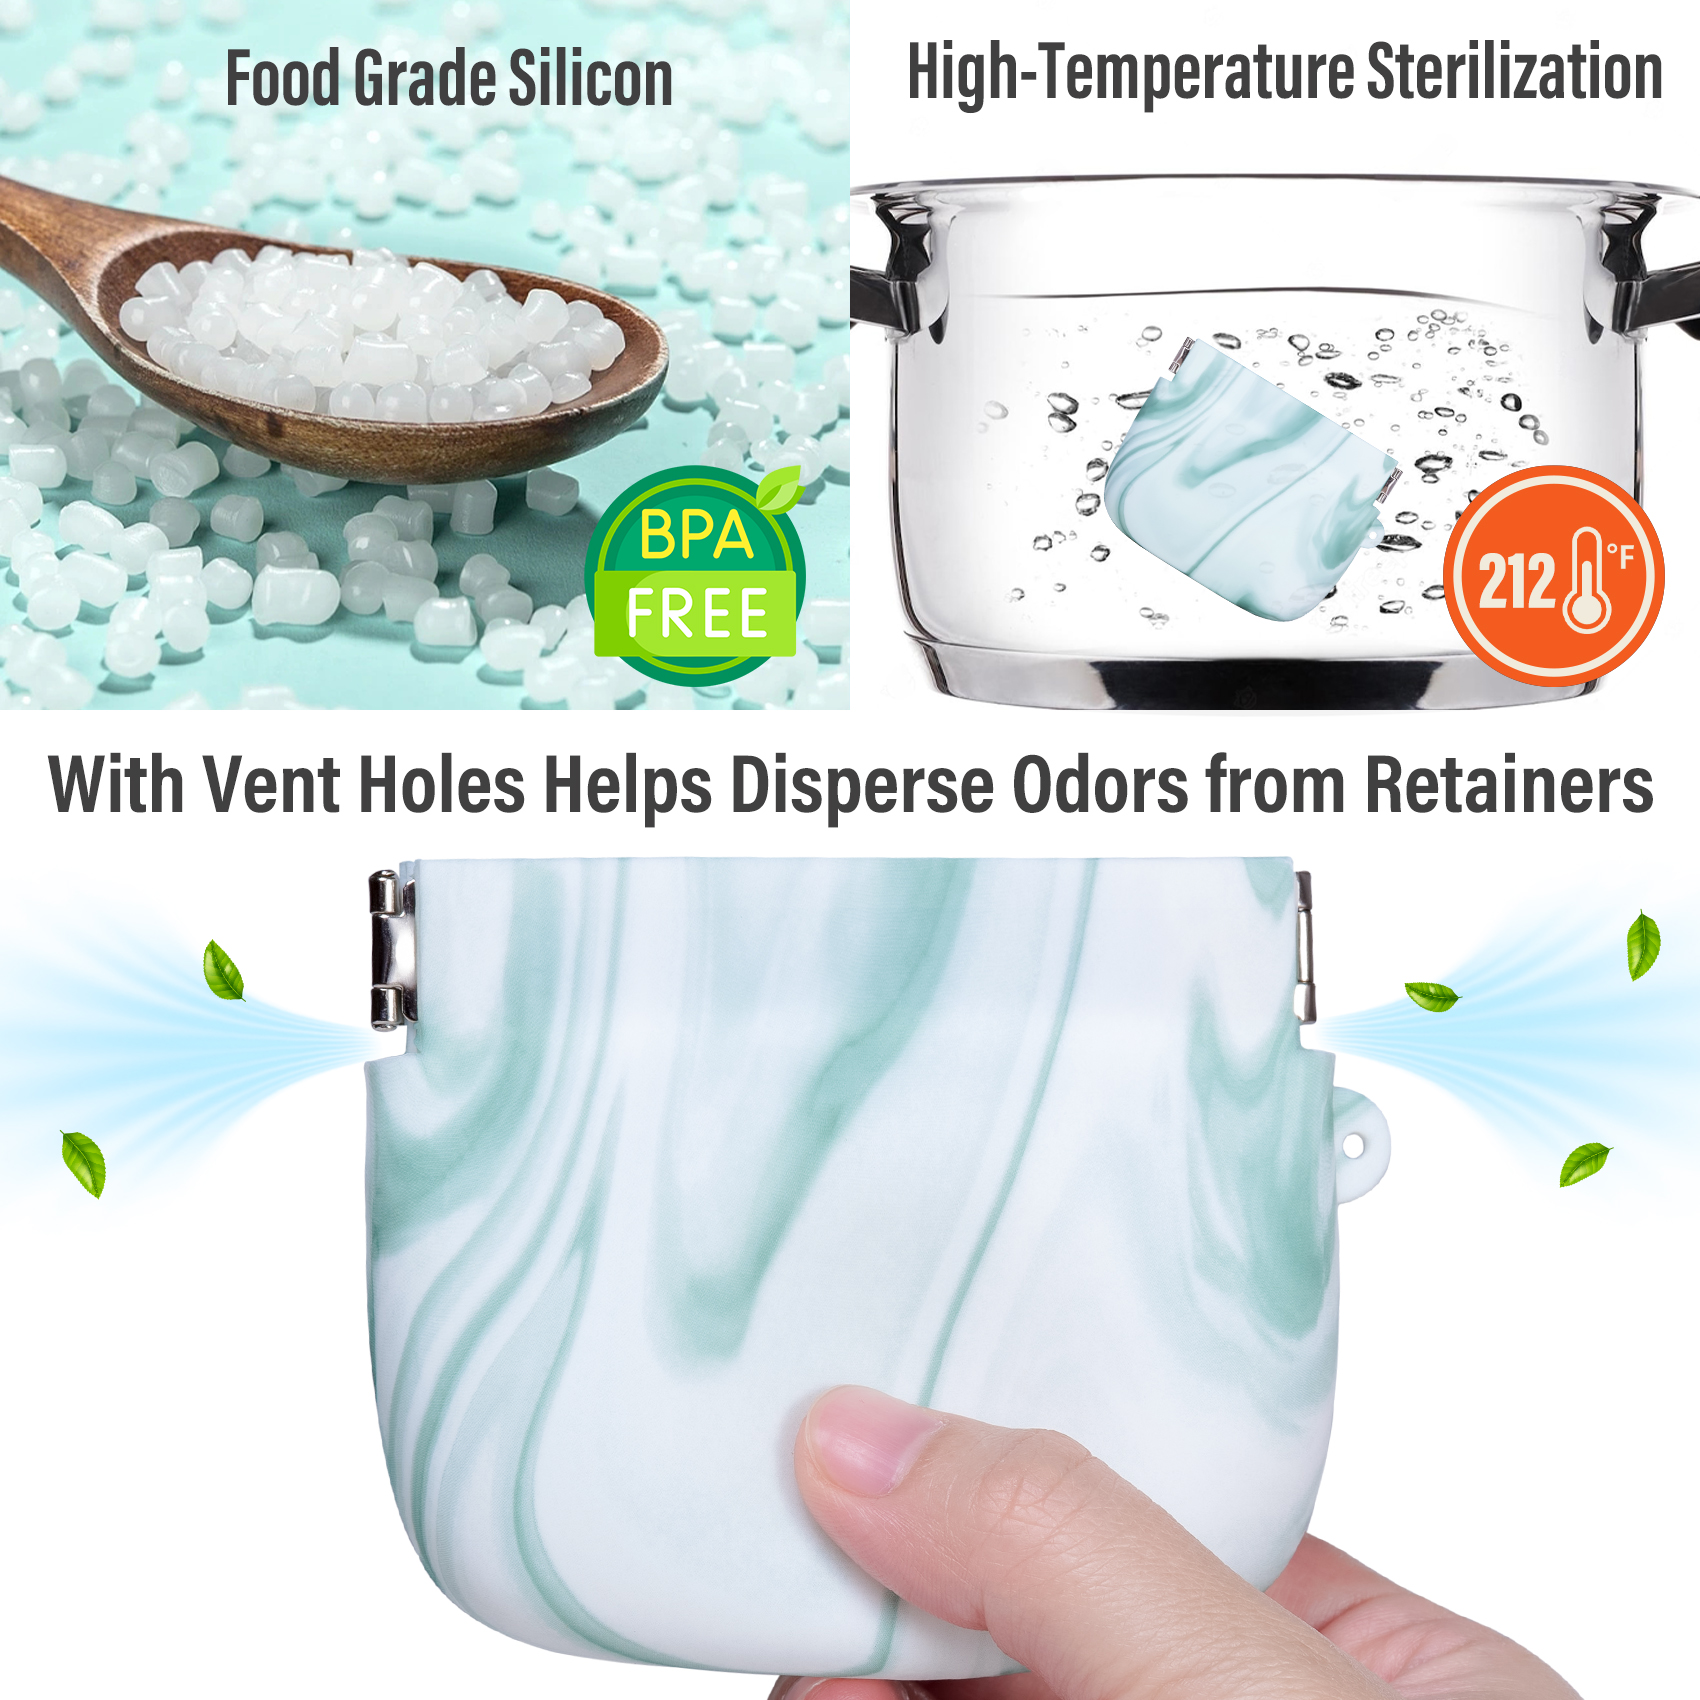 Food Grade Silicon
High-Temperature Sterilization
BPA
FREE
212 °F
With Vent Holes Helps Disperse Odors from Retainers